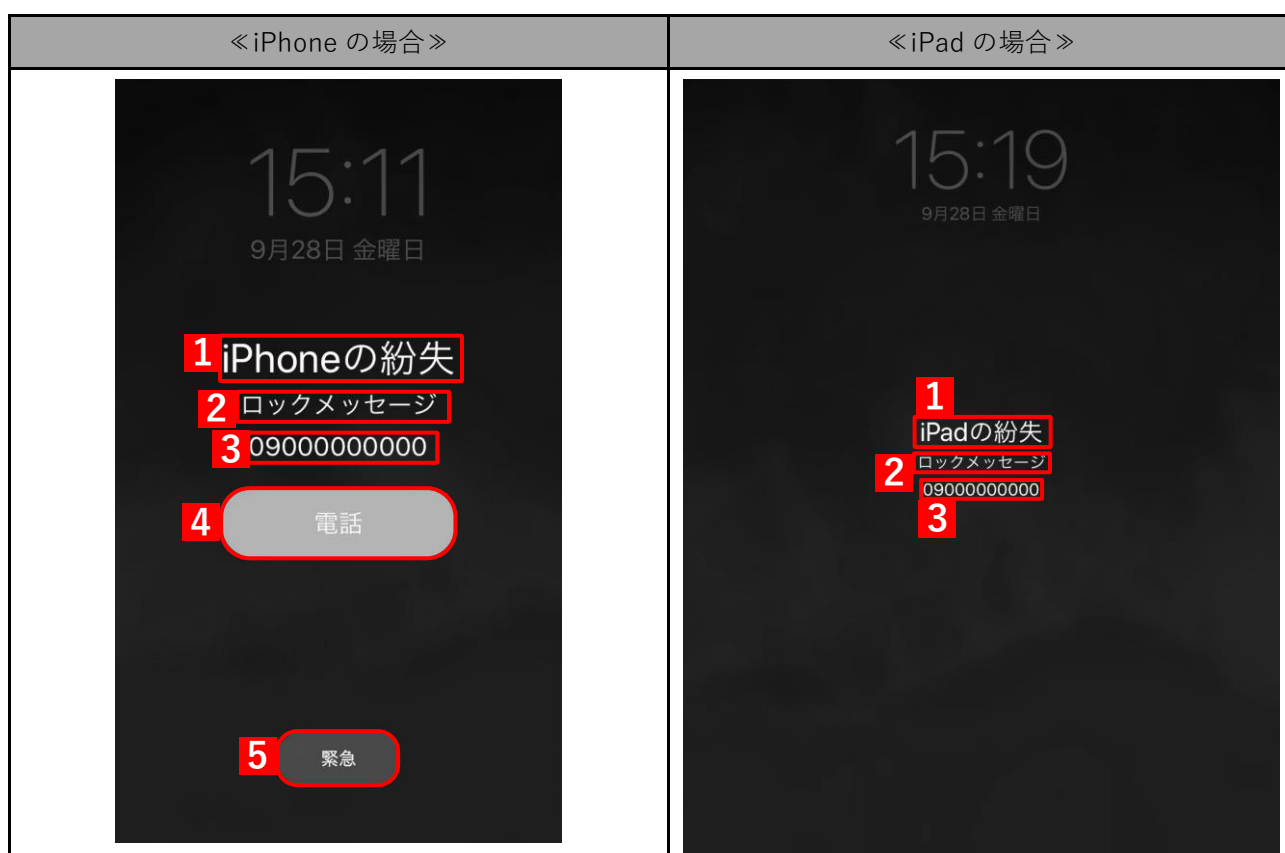 ≪iPhone の場合≫
≪iPad の場合≫
15:11
9月28日 金曜日
1 iPhoneの紛失
2 ロックメッセージ
3 09000000000
4 電話
5 緊急
15:19
9月28日 金曜日
1
iPadの紛失
2 ロックメッセージ
09000000000
3